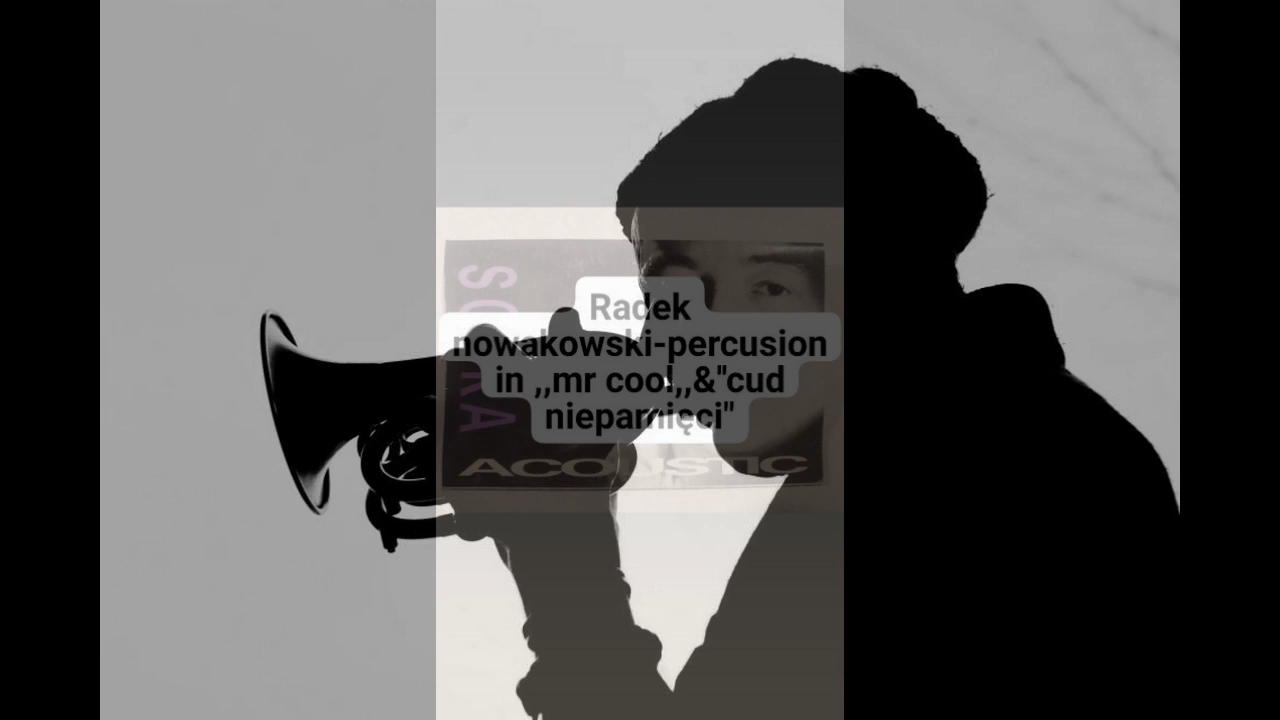 Radek
nowakowski-percusion
in ,,mr cool,,&"cud
niepamięci"
ACOUSTIC